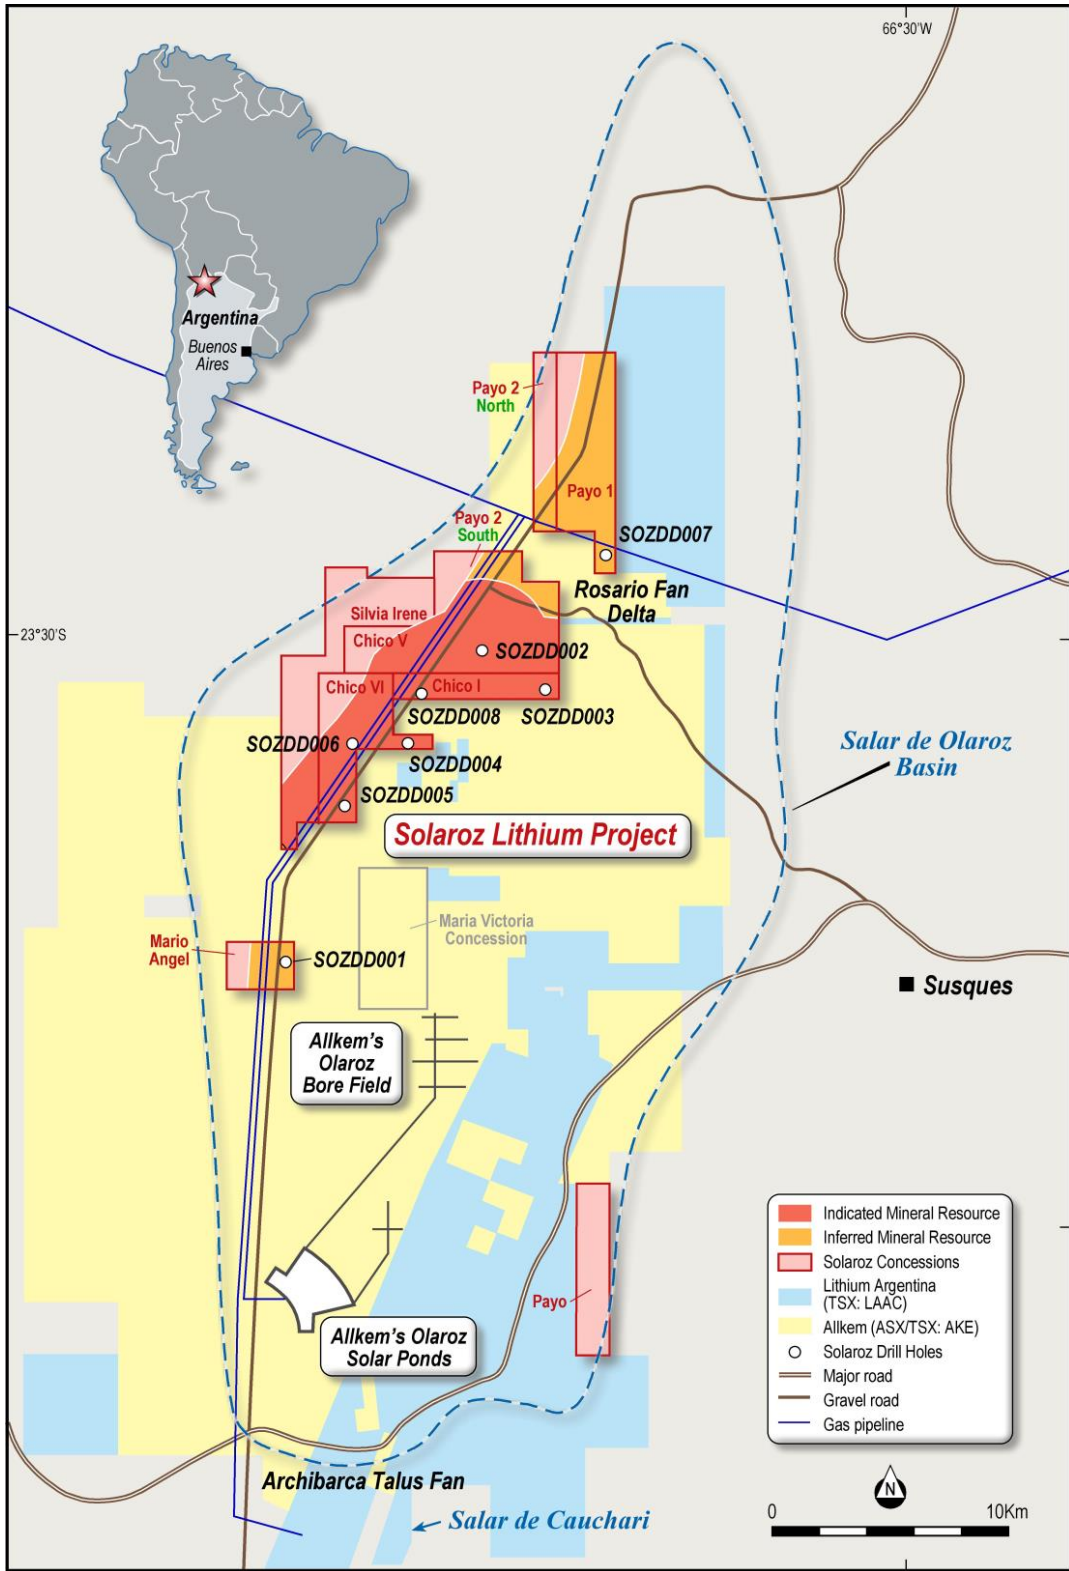 66°30'W
Argentina
Buenos
Aires
Payo 2
North
Payo 1
Payo 2
South
SOZDD007
Rosario Fan
Delta
23°30'S
Silvia Irene
Chico V
SOZDD002
Chico VI
Chico I
SOZDD008
SOZDD003
SOZDD006
SOZDD004
SOZDD005
Salar de Olaroz
Basin
Solaroz Lithium Project
Maria Victoria
Concession
Mario
Angel
SOZDD001
Susques
Allkem's
Olaroz
Bore Field
Payo
Allkem's Olaroz
Solar Ponds
Archibarca Talus Fan
Salar de Cauchari
Indicated Mineral Resource
Inferred Mineral Resource
Solaroz Concessions
Lithium Argentina
(TSX: LAAC)
Allkem (ASX/TSX: AKE)
Solaroz Drill Holes
Major road
Gravel road
Gas pipeline
N
0 10Km